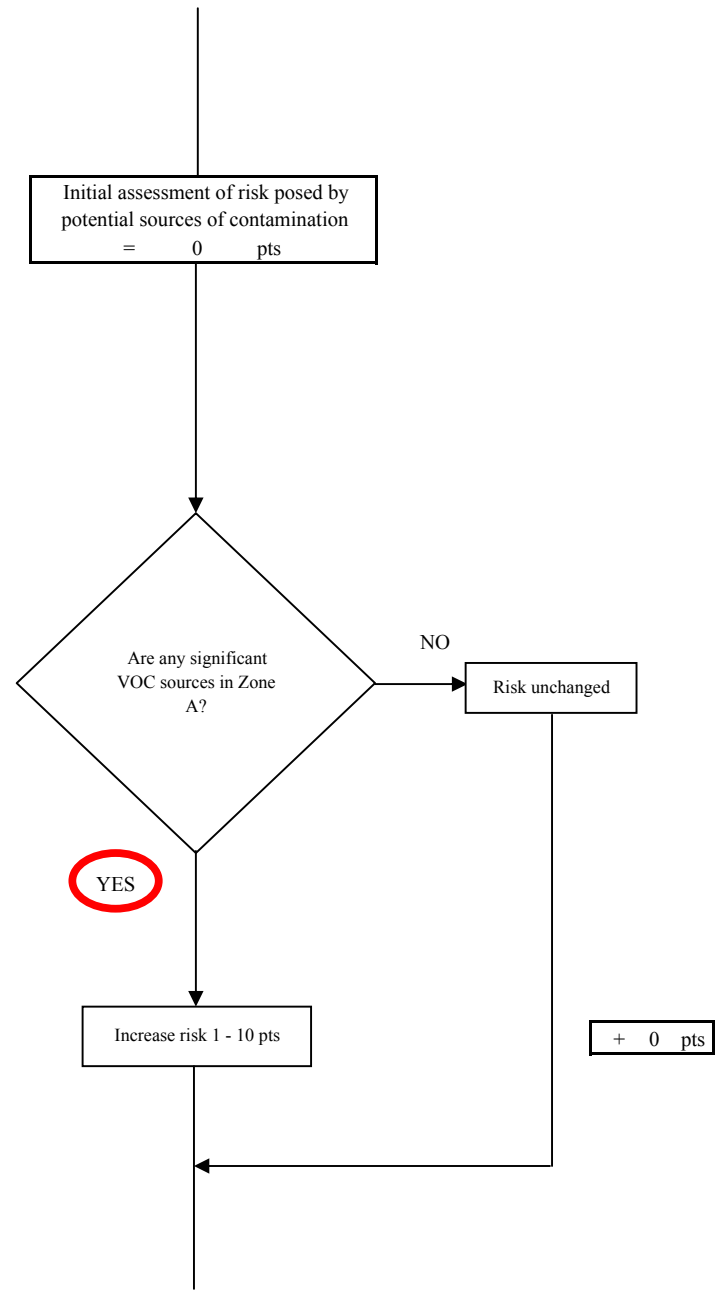 Initial assessment of risk posed by
potential sources of contamination
= 0 pts
Are any significant
VOC sources in Zone
A?
NO
Risk unchanged
YES
Increase risk 1 - 10 pts
+ 0 pts